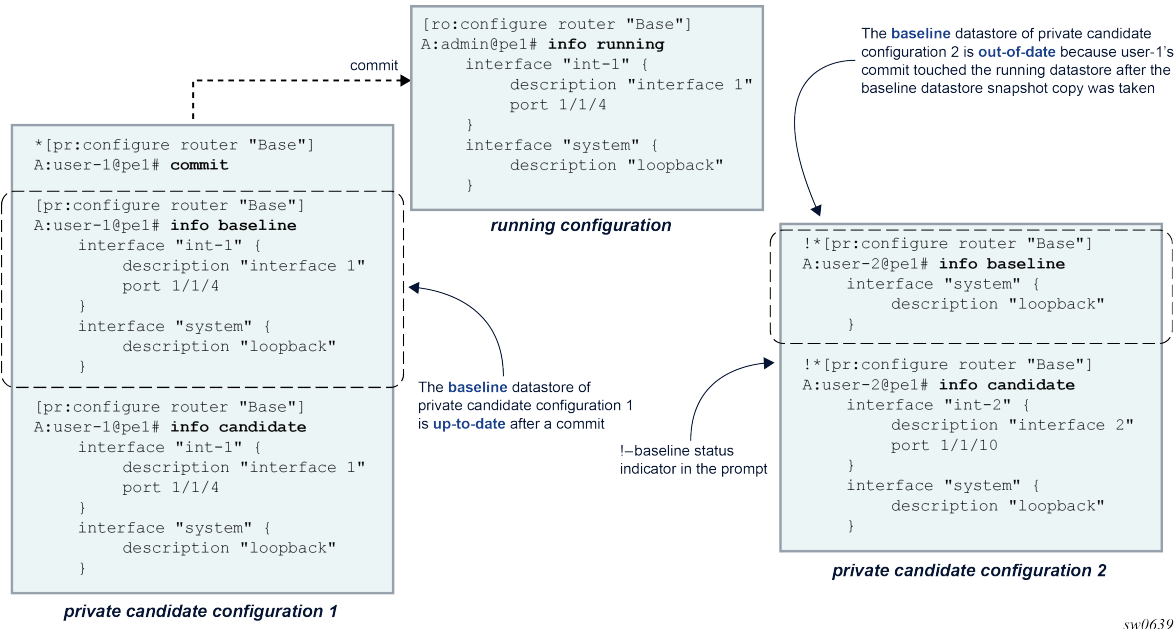 [ro:configure router "Base"]
A:admin@pe1# info running
interface "int-1" {
description "interface 1"
port 1/1/4
}
interface "system" {
description "loopback"
}
running configuration
commit
*[pr:configure router "Base"]
A:user-1@pe1# commit
[pr:configure router "Base"]
A:user-1@pe1# info baseline
interface "int-1" {
description "interface 1"
port 1/1/4
}
interface "system" {
description "loopback"
}
[pr:configure router "Base"]
A:user-1@pe1# info candidate
interface "int-1" {
description "interface 1"
port 1/1/4
}
interface "system" {
description "loopback"
}
private candidate configuration 1
The baseline datastore of
private candidate configuration 1
is up-to-date after a commit
The baseline datastore of private candidate
configuration 2 is out-of-date because user-1's
commit touched the running datastore after the
baseline datastore snapshot copy was taken
!*[pr:configure router "Base"]
A:user-2@pe1# info baseline
interface "system" {
description "loopback"
}
!*[pr:configure router "Base"]
A:user-2@pe1# info candidate
interface "int-2" {
description "interface 2"
port 1/1/10
}
interface "system" {
description "loopback"
}
private candidate configuration 2
!–baseline status
indicator in the prompt
sw0639